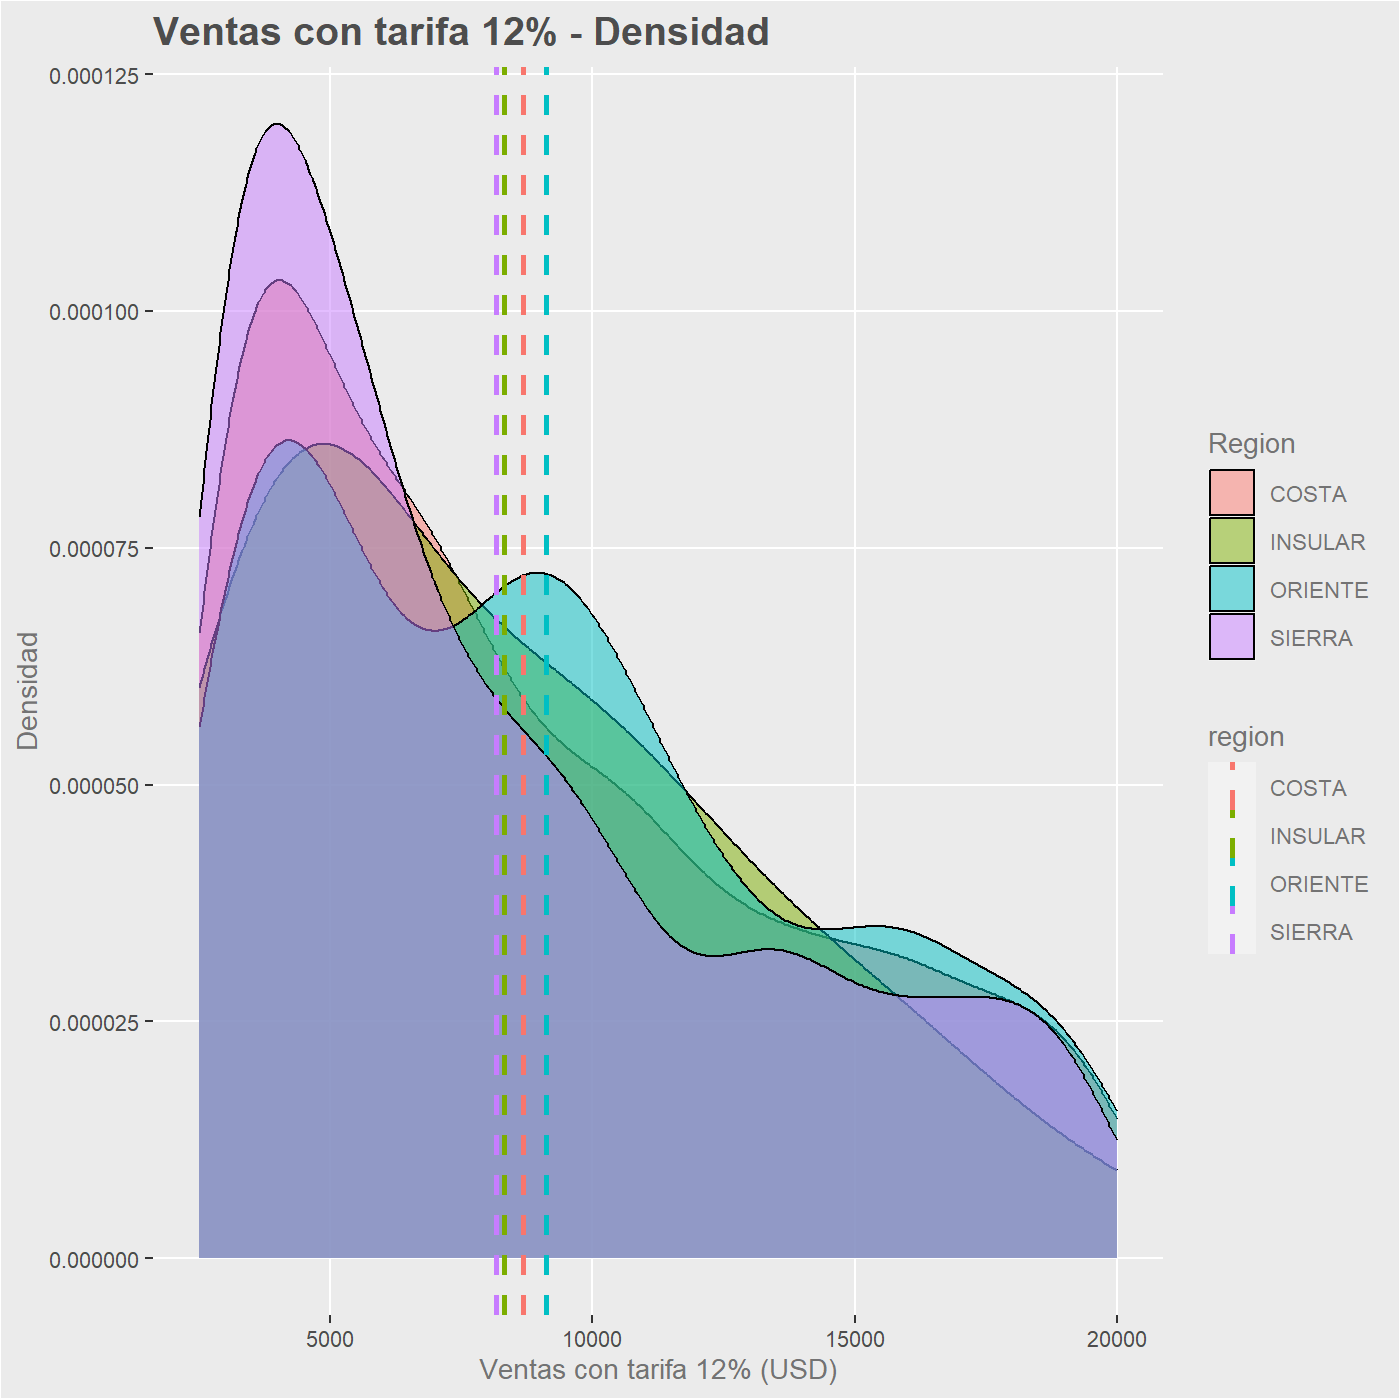 Ventas con tarifa 12% - Densidad
0.000125
0.000100
0.000075
0.000050
0.000025
0.000000
Densidad
5000
10000
15000
20000
Ventas con tarifa 12% (USD)
Region
COSTA
INSULAR
ORIENTE
SIERRA
region
COSTA
INSULAR
ORIENTE
SIERRA